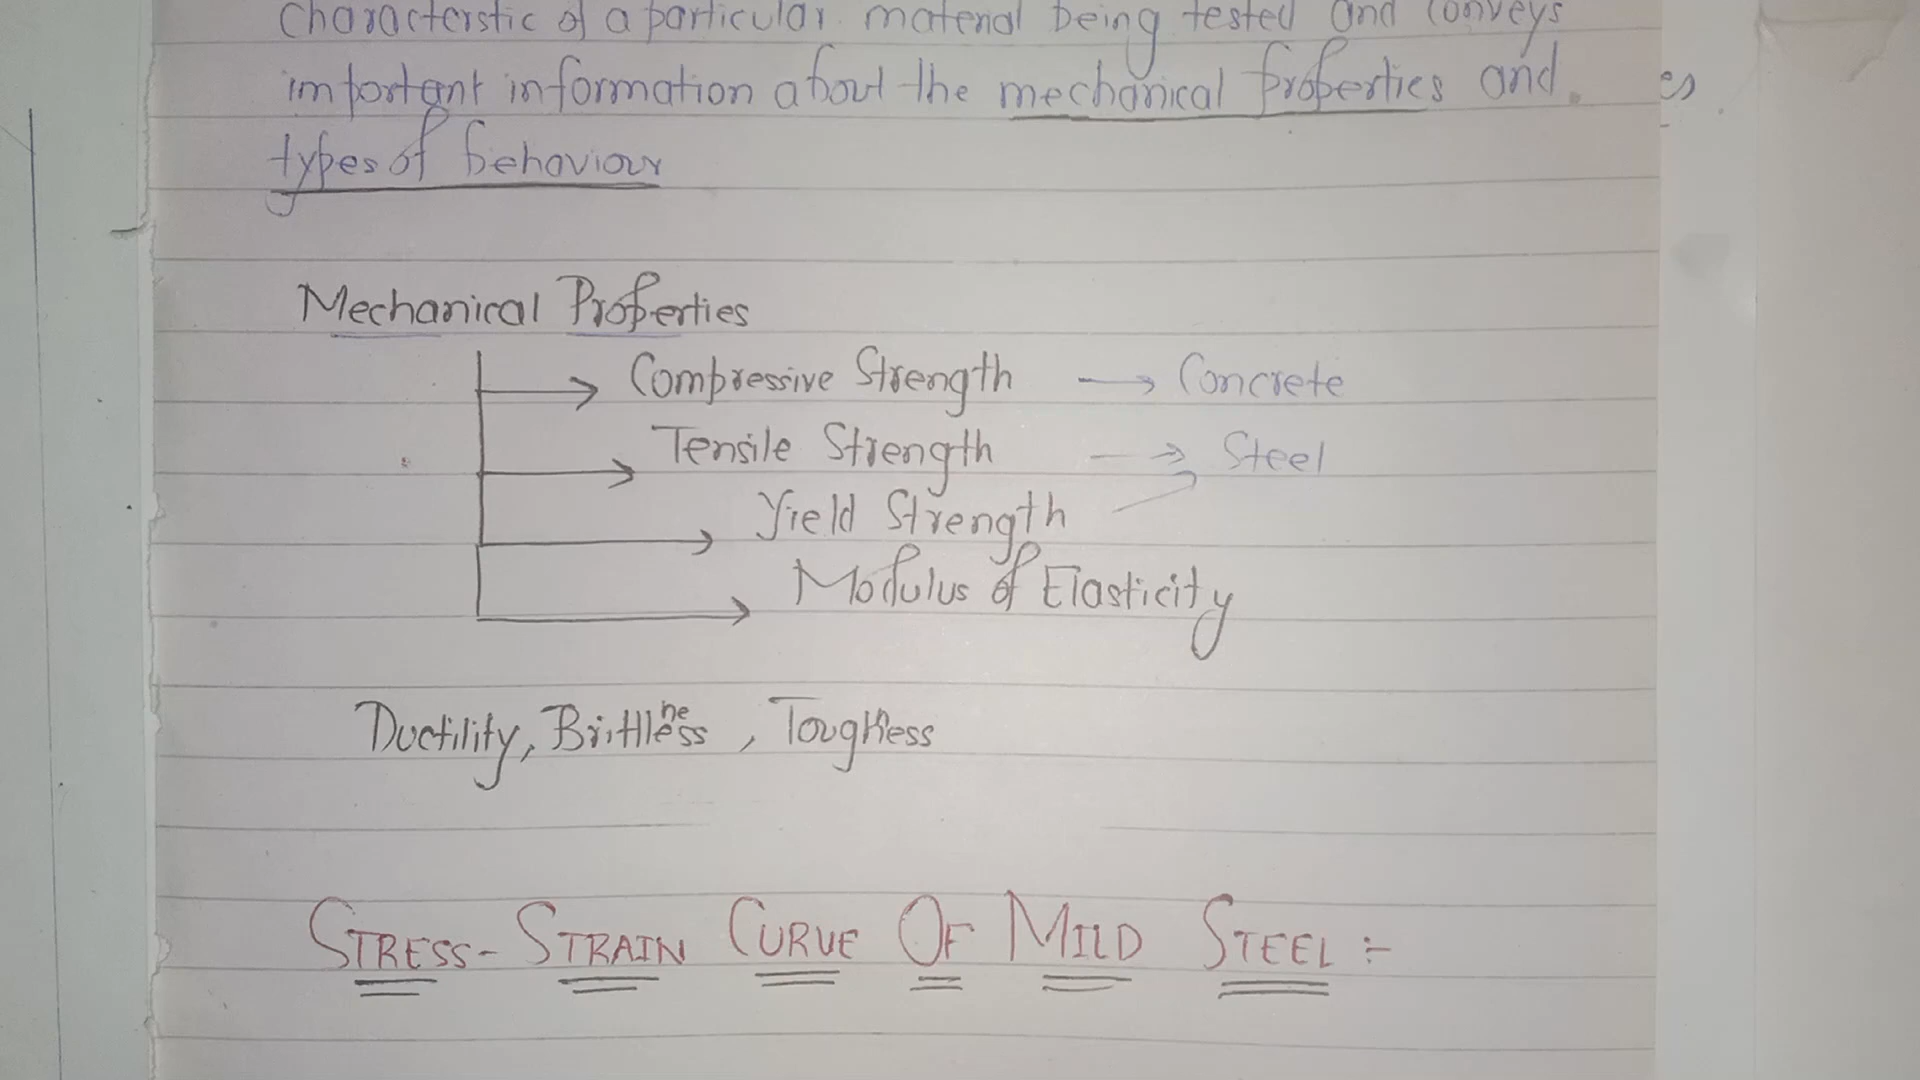 characterstic of a particular material being tested and conveys
important information about the mechanical properties and
types of behaviour
Mechanical Properties
Compressive Strength → Concrete
Tensile Strength → Steel
Yield Strength
Modulus of Elasticity
Ductility, Brittleness, Toughness
STRESS-STRAIN CURVE OF MILD STEEL :-